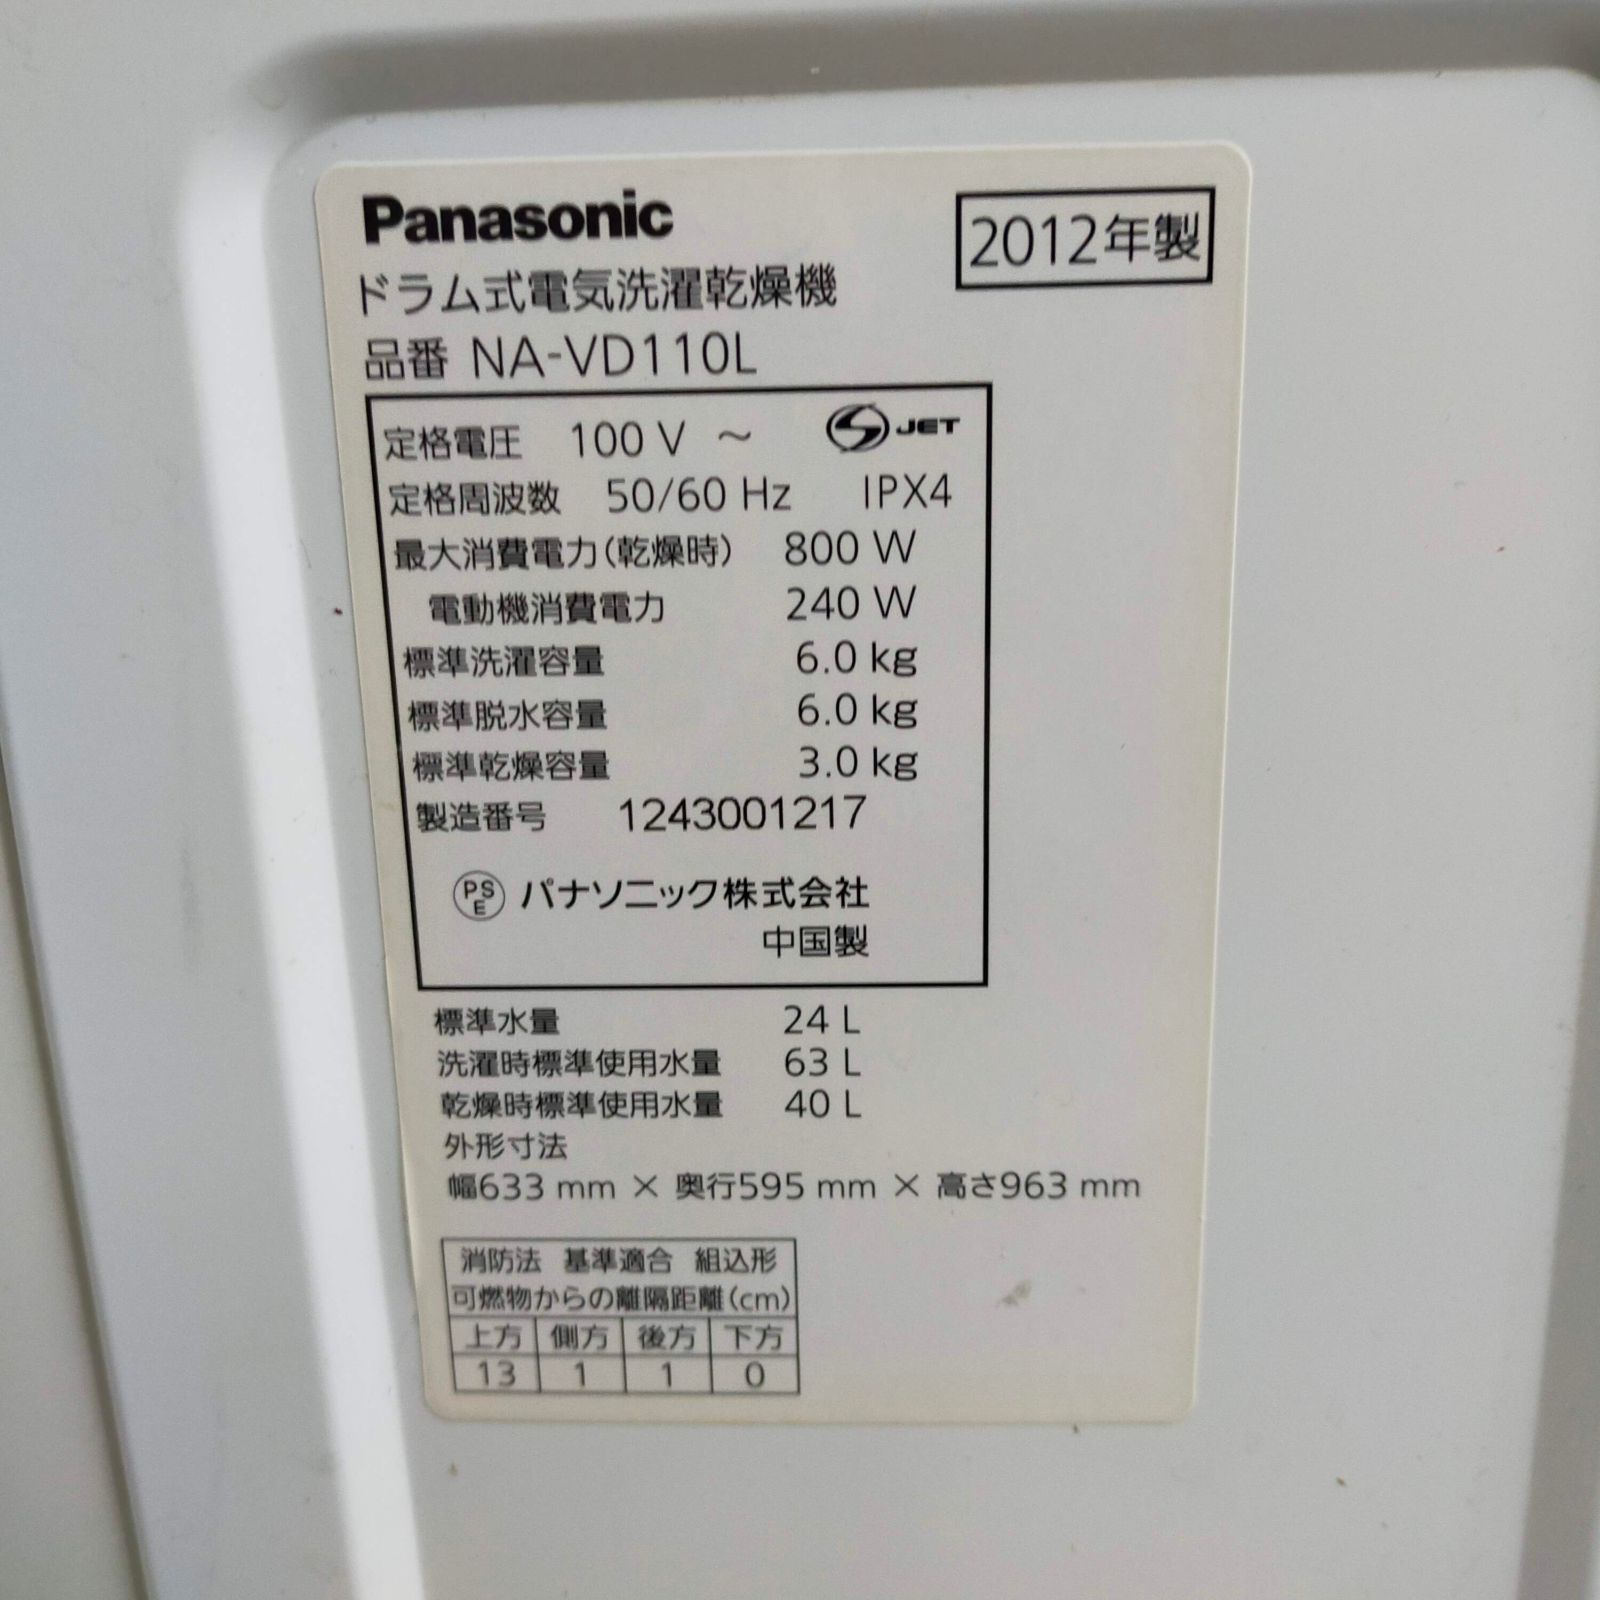 Panasonic
2012年製
ドラム式電気洗濯乾燥機
品番 NA-VD110L
定格電圧 100 V ～ S JET
定格周波数 50/60 Hz IPX4
最大消費電力(乾燥時) 800 W
電動機消費電力 240 W
標準洗濯容量 6.0 kg
標準脱水容量 6.0 kg
標準乾燥容量 3.0 kg
製造番号 1243001217
PSE パナソニック株式会社
中国製
標準水量 24 L
洗濯時標準使用水量 63 L
乾燥時標準使用水量 40 L
外形寸法
幅633 mm × 奥行595 mm × 高さ963 mm
消防法 基準適合 組込形
可燃物からの離隔距離(cm)
上方 側方 後方 下方
13 1 1 0